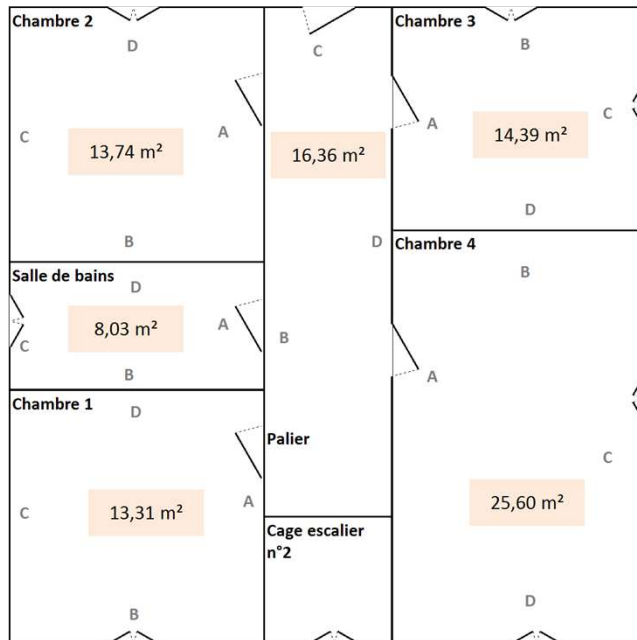 Chambre 2
D
C
A
13,74 m²
B
Salle de bains
D
A
8,03 m²
C
B
Chambre 1
D
A
C
13,31 m²
B
C
16,36 m²
D
B
Palier
Cage escalier
n°2
Chambre 3
B
C
A
14,39 m²
D
Chambre 4
B
A
C
25,60 m²
D